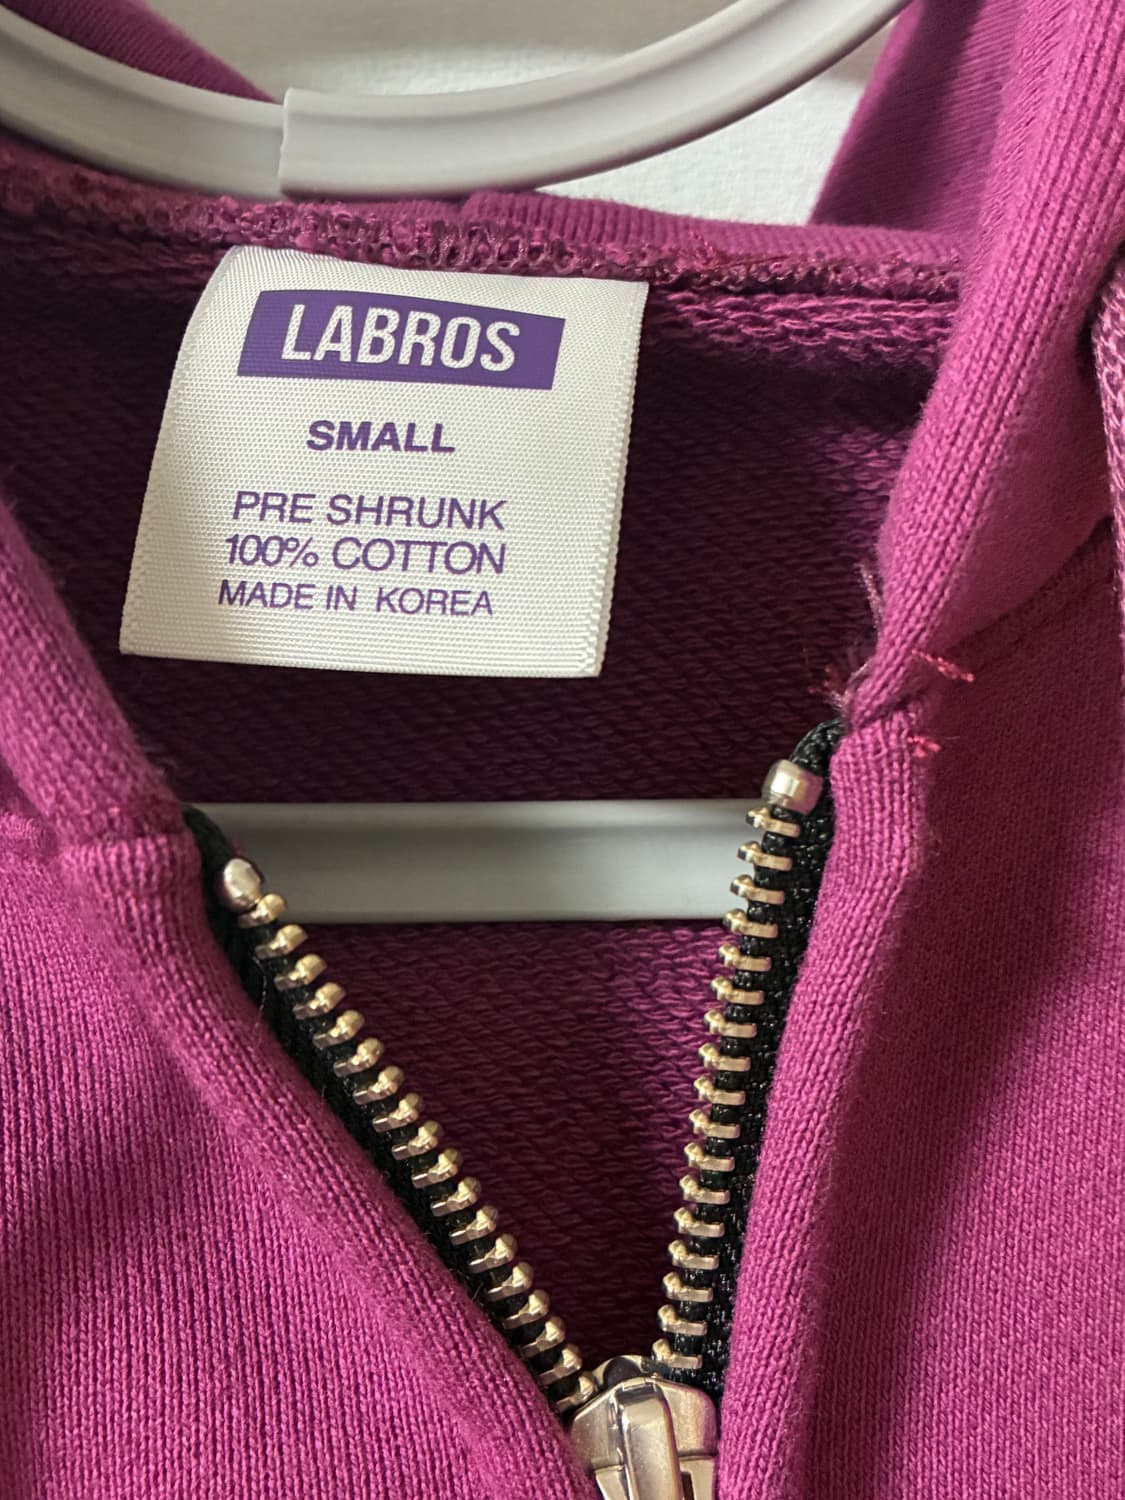 LABROS
SMALL
PRE SHRUNK
100% COTTON
MADE IN KOREA